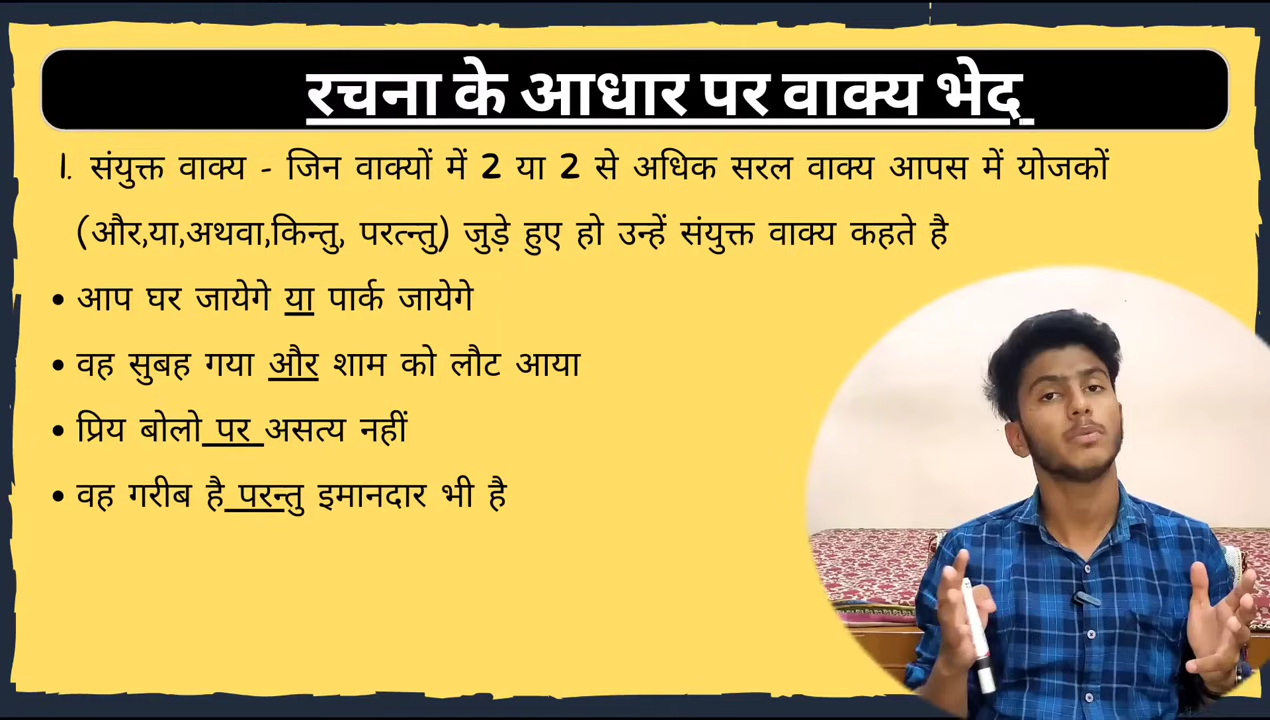 रचना के आधार पर वाक्य भेद
1. संयुक्त वाक्य - जिन वाक्यों में 2 या 2 से अधिक सरल वाक्य आपस में योजकों
(और,या,अथवा,किन्तु, परत्न्तु) जुड़े हुए हो उन्हें संयुक्त वाक्य कहते है
• आप घर जायेगे या पार्क जायेगे
• वह सुबह गया और शाम को लौट आया
• प्रिय बोलो पर असत्य नहीं
• वह गरीब है परन्तु इमानदार भी है